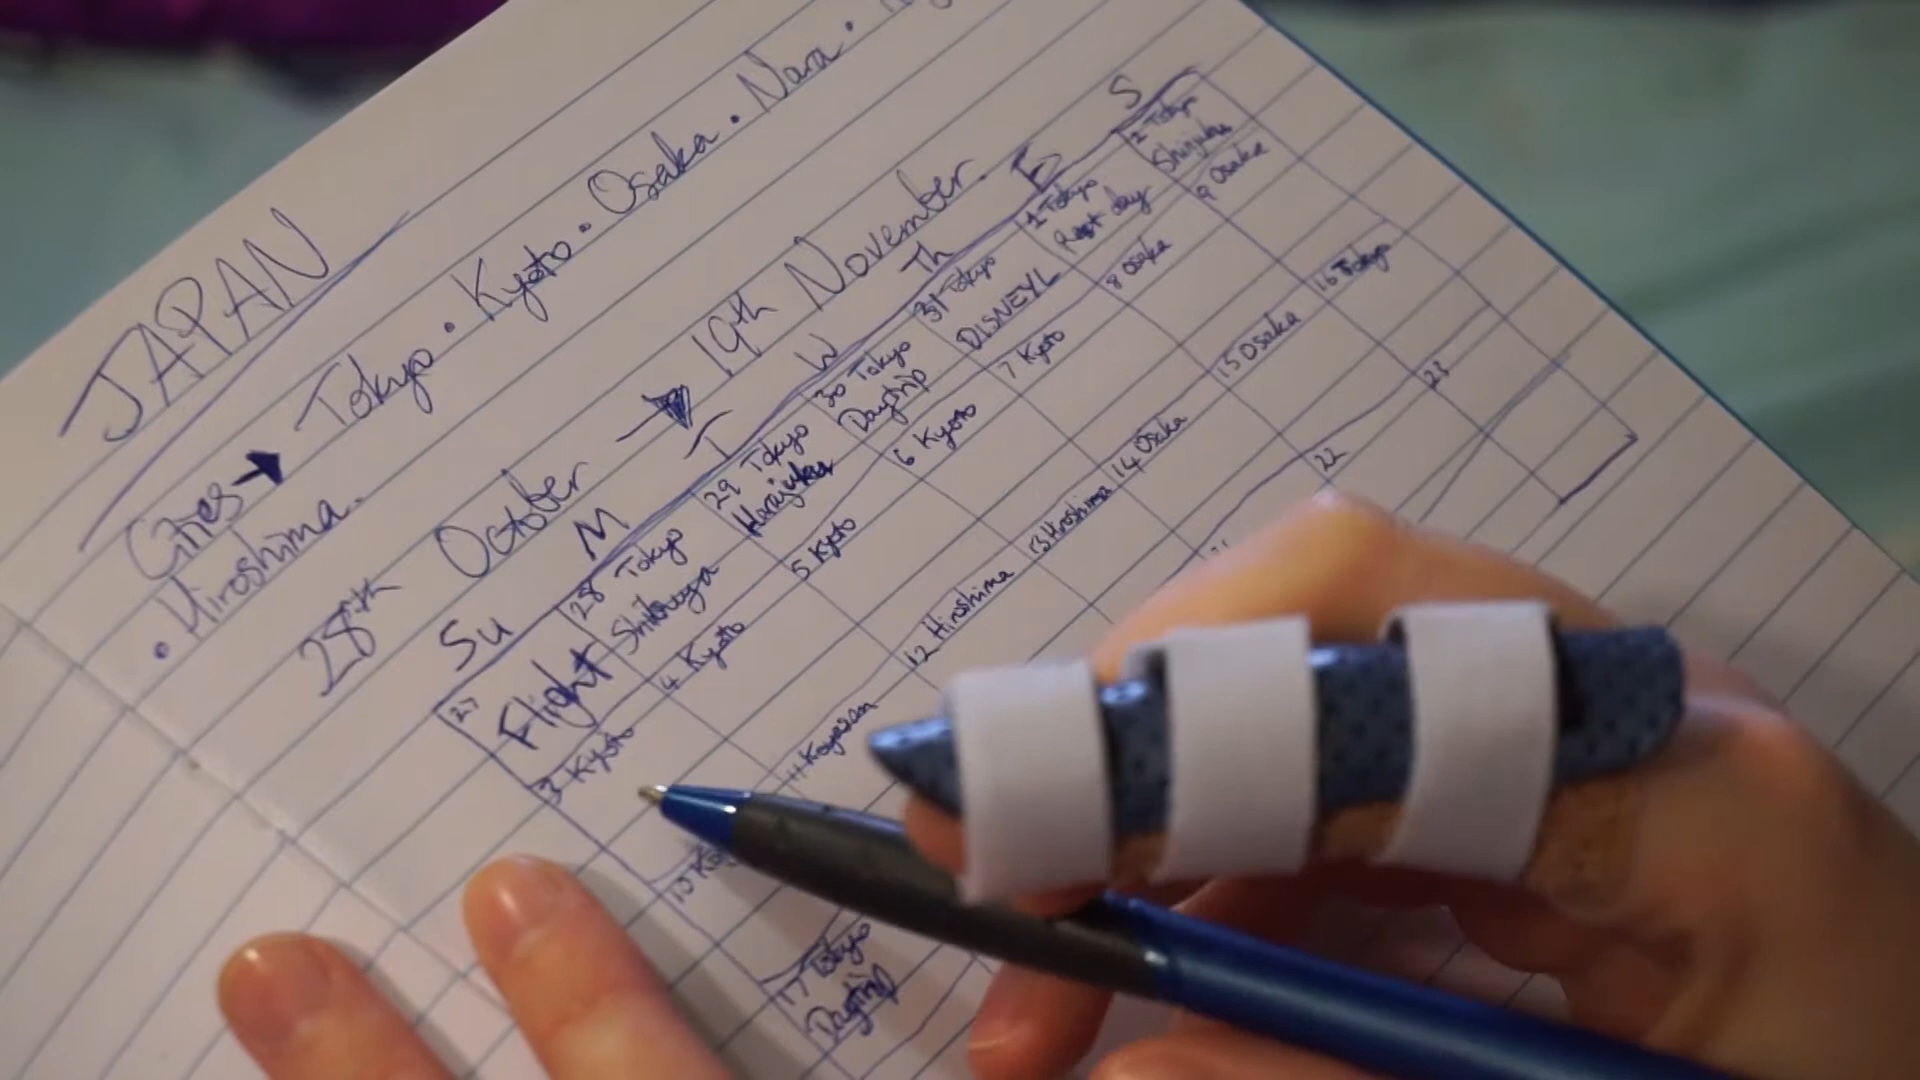 JAPAN
Cities → Tokyo • Kyoto • Osaka • Nara •
• Hiroshima.
28th October → 19th November.
Su M T W Th F S
27 28 Tokyo 29 Tokyo 30 Tokyo 31 Tokyo 1 Tokyo 2 Tokyo
Flight Shibuya Harajuku Daytrip DISNEYL Rest day Shinjuku
3 Kyoto 4 Kyoto 5 Kyoto 6 Kyoto 7 Kyoto 8 Osaka 9 Osaka
10 11 Koyasan 12 Hiroshima 13 Hiroshima 14 Osaka 15 Osaka 16 Tokyo
17 Tokyo 22 23
Daytrip